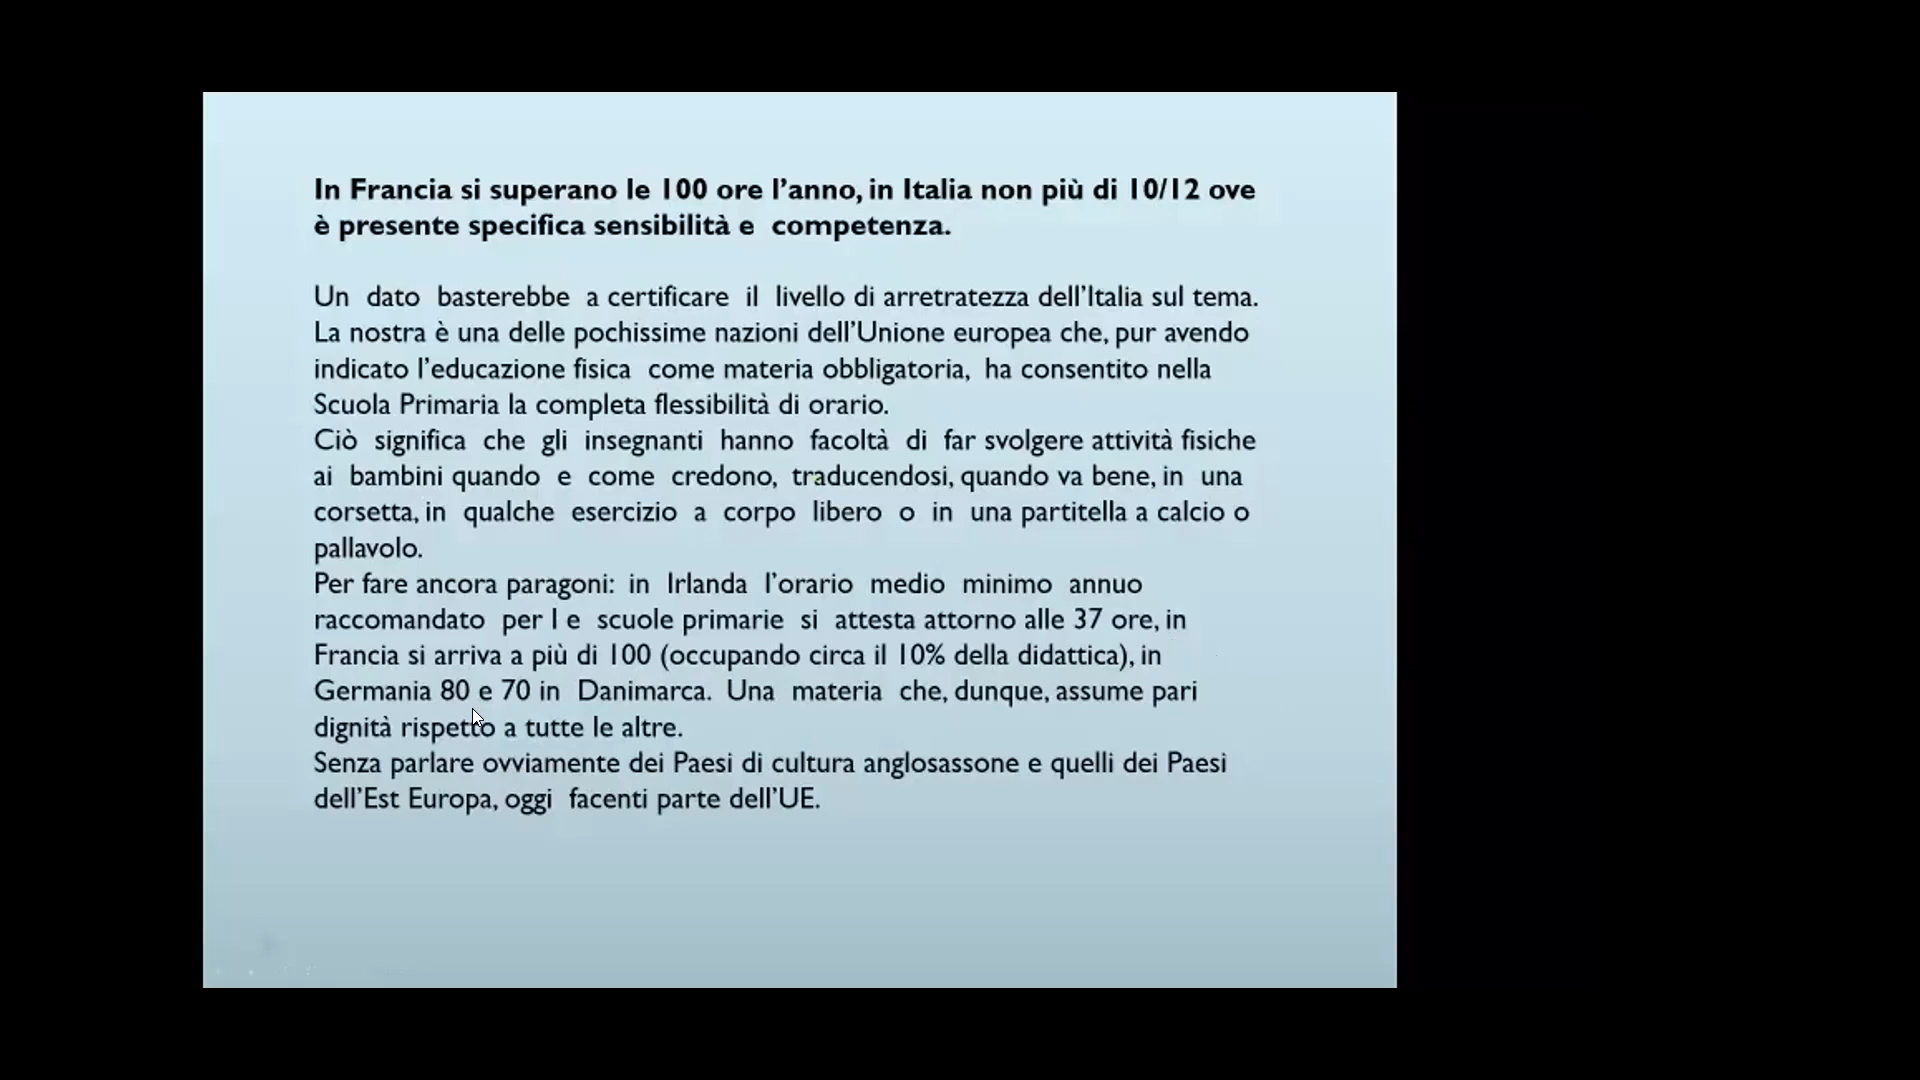 In Francia si superano le 100 ore l’anno, in Italia non più di 10/12 ove
è presente specifica sensibilità e competenza.
Un dato basterebbe a certificare il livello di arretratezza dell’Italia sul tema.
La nostra è una delle pochissime nazioni dell’Unione europea che, pur avendo
indicato l’educazione fisica come materia obbligatoria, ha consentito nella
Scuola Primaria la completa flessibilità di orario.
Ciò significa che gli insegnanti hanno facoltà di far svolgere attività fisiche
ai bambini quando e come credono, traducendosi, quando va bene, in una
corsetta, in qualche esercizio a corpo libero o in una partitella a calcio o
pallavolo.
Per fare ancora paragoni: in Irlanda l’orario medio minimo annuo
raccomandato per l e scuole primarie si attesta attorno alle 37 ore, in
Francia si arriva a più di 100 (occupando circa il 10% della didattica), in
Germania 80 e 70 in Danimarca. Una materia che, dunque, assume pari
dignità rispetto a tutte le altre.
Senza parlare ovviamente dei Paesi di cultura anglosassone e quelli dei Paesi
dell’Est Europa, oggi facenti parte dell’UE.